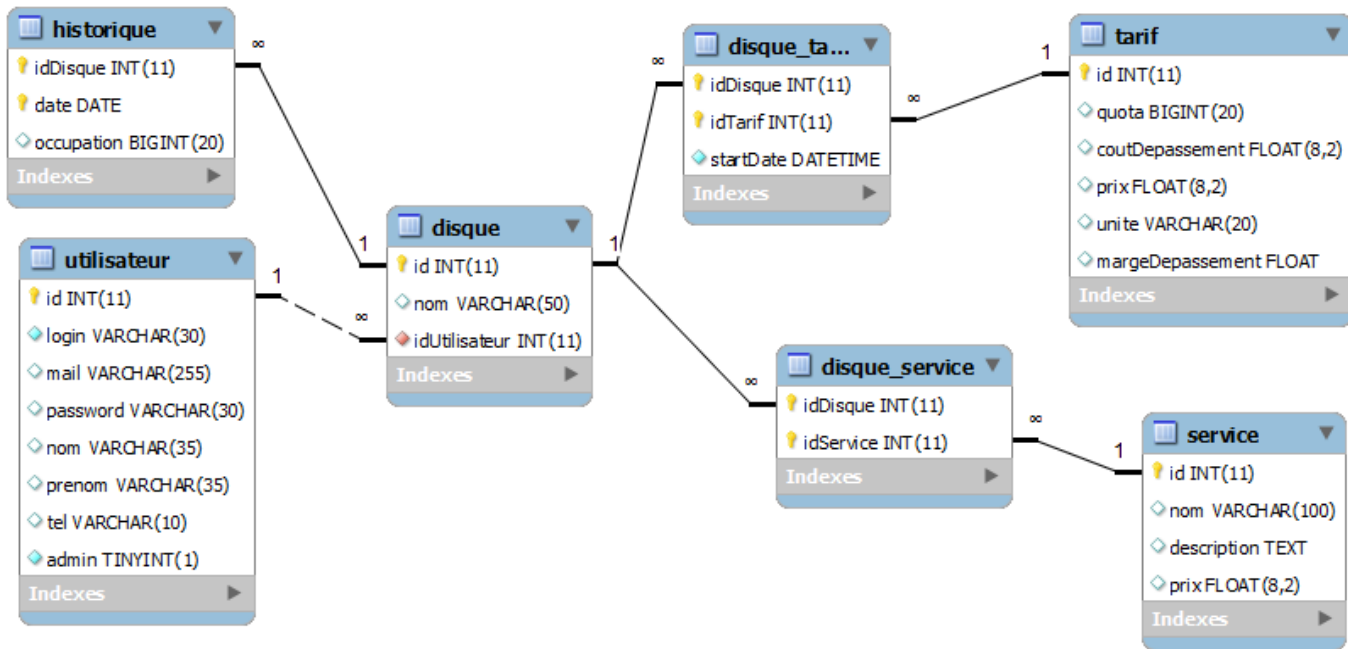 historique
idDisque INT(11)
date DATE
occupation BIGINT(20)
Indexes
∞
1
utilisateur
id INT(11)
login VARCHAR(30)
mail VARCHAR(255)
password VARCHAR(30)
nom VARCHAR(35)
prenom VARCHAR(35)
tel VARCHAR(10)
admin TINYINT(1)
Indexes
1
∞
disque
id INT(11)
nom VARCHAR(50)
idUtilisateur INT(11)
Indexes
1
∞
disque_ta...
idDisque INT(11)
idTarif INT(11)
startDate DATETIME
Indexes
∞
1
tarif
id INT(11)
quota BIGINT(20)
coutDepassement FLOAT(8,2)
prix FLOAT(8,2)
unite VARCHAR(20)
margeDepassement FLOAT
Indexes
∞
disque_service
idDisque INT(11)
idService INT(11)
Indexes
∞
1
service
id INT(11)
nom VARCHAR(100)
description TEXT
prix FLOAT(8,2)
Indexes